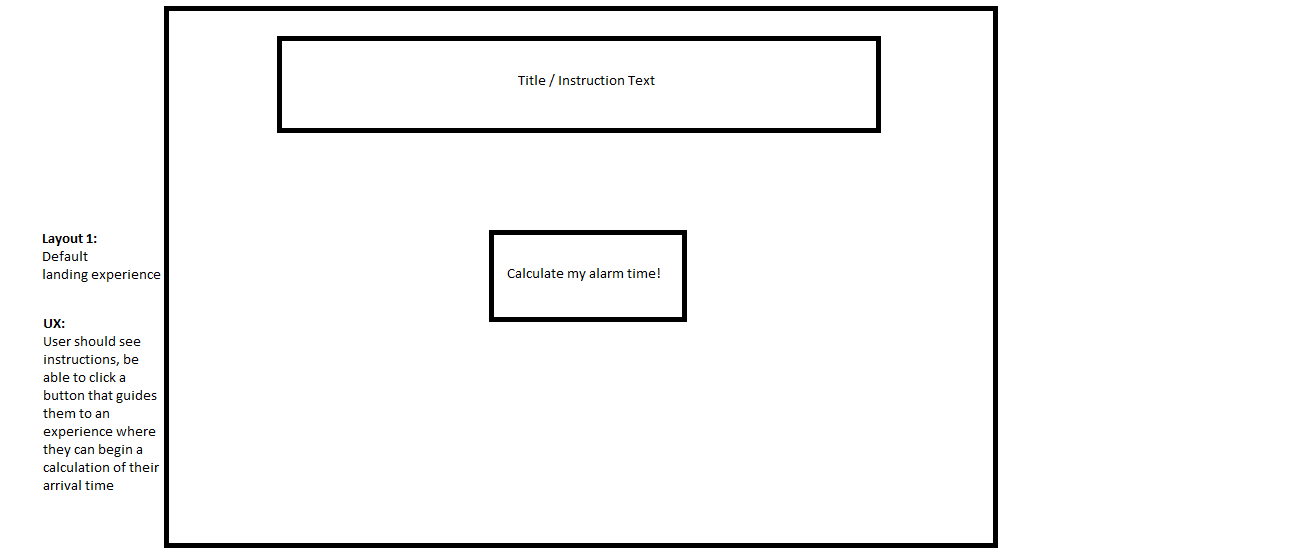 Title / Instruction Text
Calculate my alarm time!
Layout 1:
Default
landing experience
UX:
User should see
instructions, be
able to click a
button that guides
them to an
experience where
they can begin a
calculation of their
arrival time